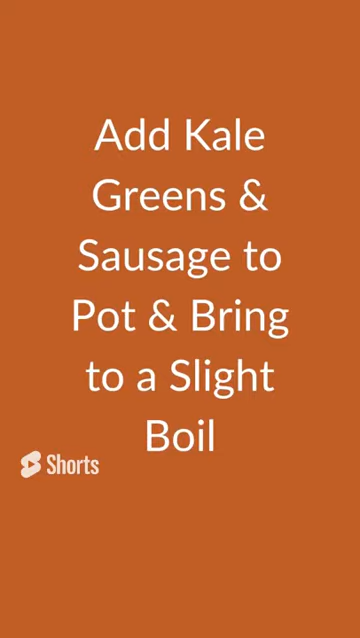 Add Kale
Greens &
Sausage to
Pot & Bring
to a Slight
Boil
Shorts